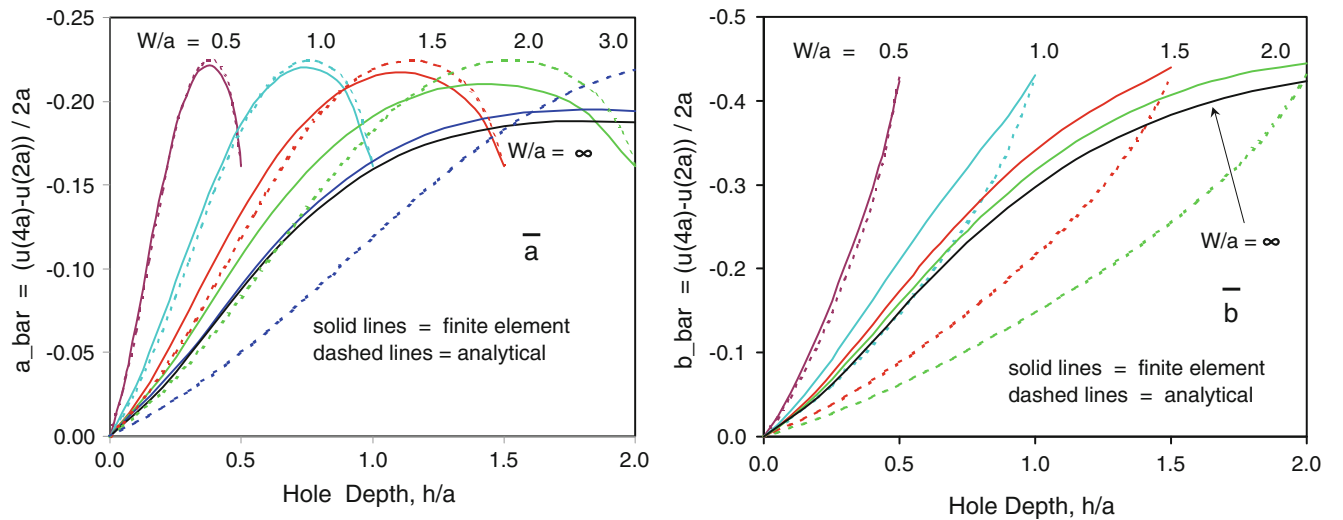 -0.25
-0.20
-0.15
-0.10
-0.05
0.00
a_bar = (u(4a)-u(2a)) / 2a
W/a = 0.5 1.0 1.5 2.0 3.0
W/a = ∞
a
solid lines = finite element
dashed lines = analytical
0.0 0.5 1.0 1.5 2.0
Hole Depth, h/a
-0.5
-0.4
-0.3
-0.2
-0.1
-0.0
b_bar = (u(4a)-u(2a)) / 2a
W/a = 0.5 1.0 1.5 2.0
W/a = ∞
b
solid lines = finite element
dashed lines = analytical
0.0 0.5 1.0 1.5 2.0
Hole Depth, h/a